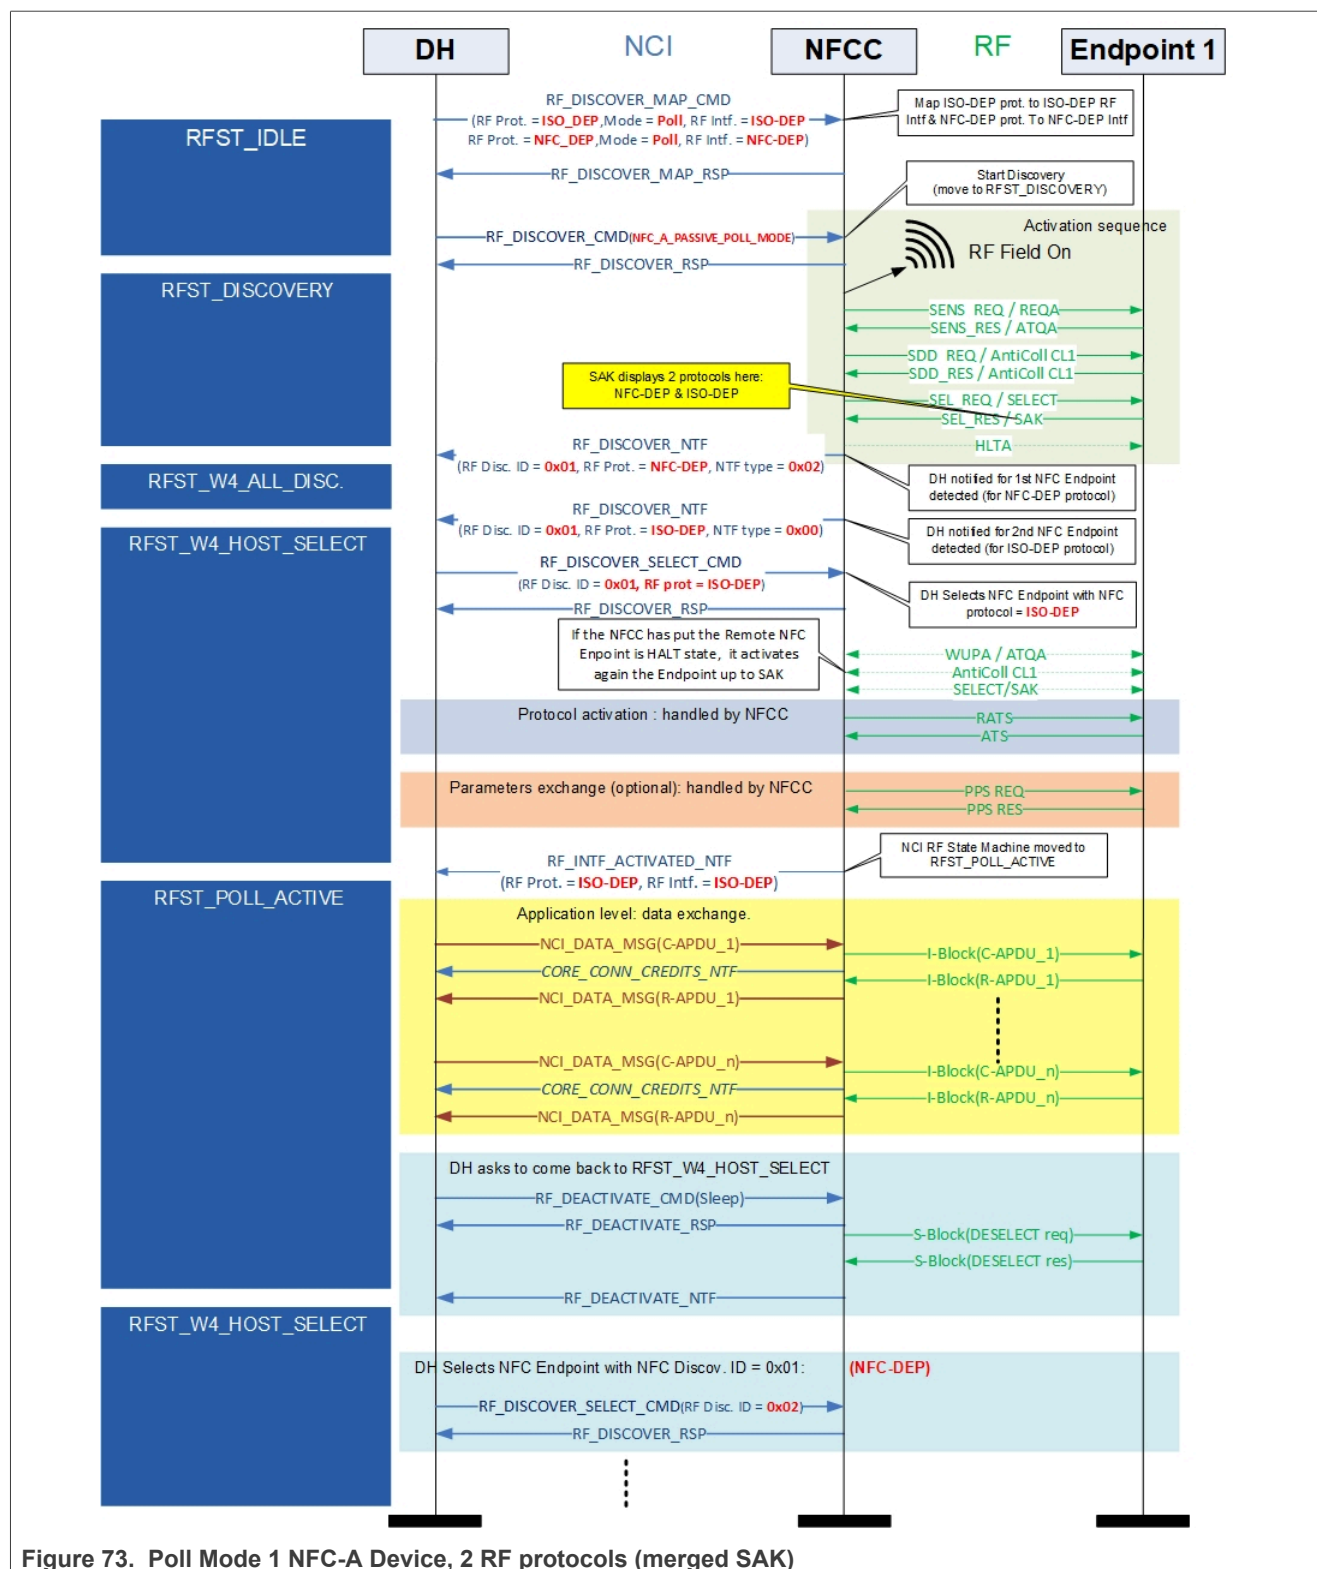 DH
NCI
NFCC
RF
Endpoint 1
RF_DISCOVER_MAP_CMD
(RF Prot. = ISO_DEP,Mode = Poll, RF Intf. = ISO-DEP
RF Prot. = NFC_DEP,Mode = Poll, RF Intf. = NFC-DEP)
Map ISO-DEP prot. to ISO-DEP RF
Intf & NFC-DEP prot. To NFC-DEP Intf
RFST_IDLE
RF_DISCOVER_MAP_RSP
Start Discovery
(move to RFST_DISCOVERY)
Activation sequence
RF_DISCOVER_CMD(NFC_A_PASSIVE_POLL_MODE)
RF Field On
RF_DISCOVER_RSP
RFST_DISCOVERY
SENS_REQ / REQA
SENS_RES / ATQA
SDD_REQ / AntiColl CL1
SDD_RES / AntiColl CL1
SAK displays 2 protocols here:
NFC-DEP & ISO-DEP
SEL_REQ / SELECT
SEL_RES / SAK
HLTA
RF_DISCOVER_NTF
(RF Disc. ID = 0x01, RF Prot. = NFC-DEP, NTF type = 0x02)
RFST_W4_ALL_DISC.
DH notified for 1st NFC Endpoint
detected (for NFC-DEP protocol)
RF_DISCOVER_NTF
(RF Disc. ID = 0x01, RF Prot. = ISO-DEP, NTF type = 0x00)
RFST_W4_HOST_SELECT
DH notified for 2nd NFC Endpoint
detected (for ISO-DEP protocol)
RF_DISCOVER_SELECT_CMD
(RF Disc. ID = 0x01, RF prot = ISO-DEP)
DH Selects NFC Endpoint with NFC
protocol = ISO-DEP
RF_DISCOVER_RSP
If the NFCC has put the Remote NFC
Enpoint is HALT state, it activates
again the Endpoint up to SAK
WUPA / ATQA
AntiColl CL1
SELECT/SAK
Protocol activation : handled by NFCC
RATS
ATS
Parameters exchange (optional): handled by NFCC
PPS REQ
PPS RES
NCI RF State Machine moved to
RFST_POLL_ACTIVE
RF_INTF_ACTIVATED_NTF
(RF Prot. = ISO-DEP, RF Intf. = ISO-DEP)
RFST_POLL_ACTIVE
Application level: data exchange.
NCI_DATA_MSG(C-APDU_1)
I-Block(C-APDU_1)
CORE_CONN_CREDITS_NTF
I-Block(R-APDU_1)
NCI_DATA_MSG(R-APDU_1)
NCI_DATA_MSG(C-APDU_n)
I-Block(C-APDU_n)
CORE_CONN_CREDITS_NTF
I-Block(R-APDU_n)
NCI_DATA_MSG(R-APDU_n)
DH asks to come back to RFST_W4_HOST_SELECT
RF_DEACTIVATE_CMD(Sleep)
RF_DEACTIVATE_RSP
S-Block(DESELECT req)
S-Block(DESELECT res)
RF_DEACTIVATE_NTF
RFST_W4_HOST_SELECT
DH Selects NFC Endpoint with NFC Discov. ID = 0x01: (NFC-DEP)
RF_DISCOVER_SELECT_CMD(RF Disc. ID = 0x02)
RF_DISCOVER_RSP
Figure 73. Poll Mode 1 NFC-A Device, 2 RF protocols (merged SAK)